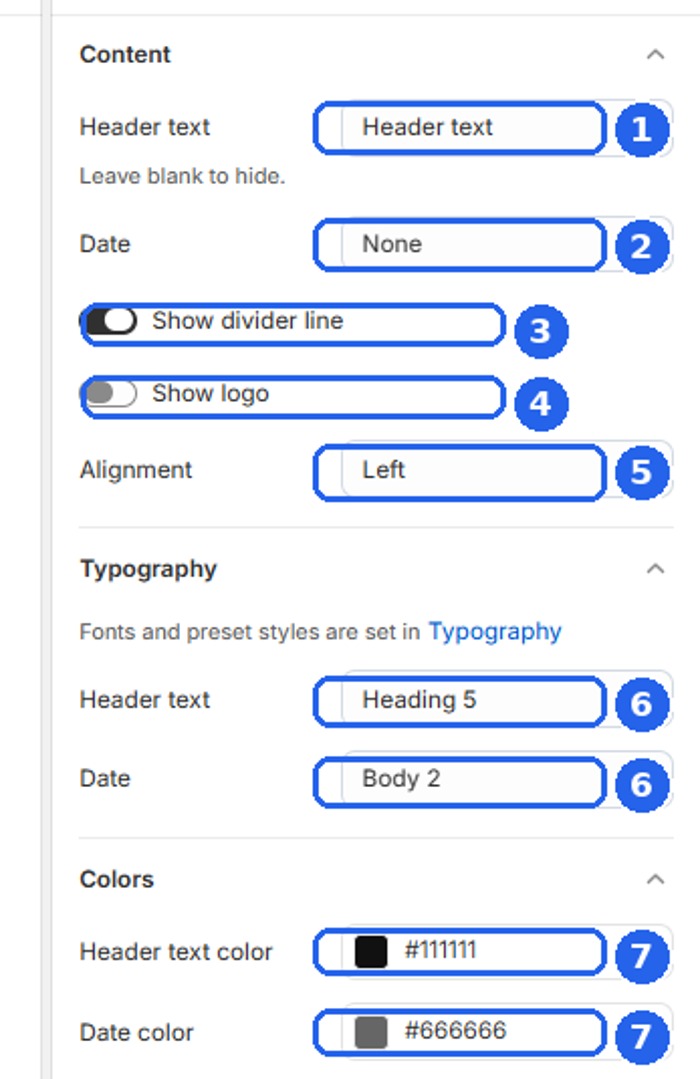 Content
Header text Header text 1
Leave blank to hide.
Date None 2
Show divider line 3
Show logo 4
Alignment Left 5
Typography
Fonts and preset styles are set in Typography
Header text Heading 5 6
Date Body 2 6
Colors
Header text color #111111 7
Date color #666666 7